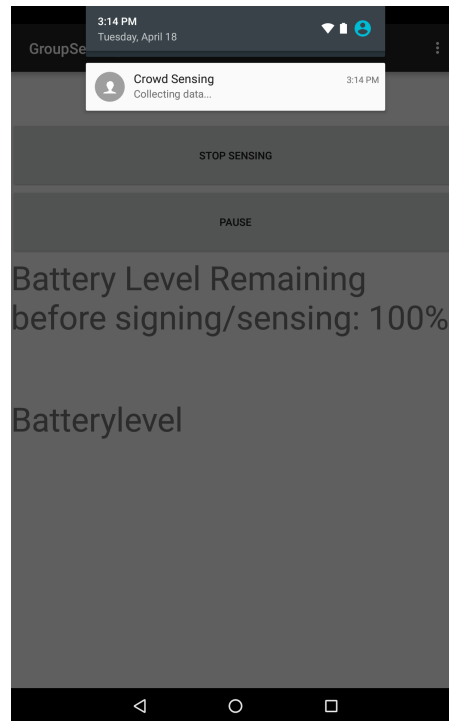 3:14 PM
Tuesday, April 18
GroupSe
Crowd Sensing
3:14 PM
Collecting data...
STOP SENSING
PAUSE
Battery Level Remaining
before signing/sensing: 100%
Batterylevel